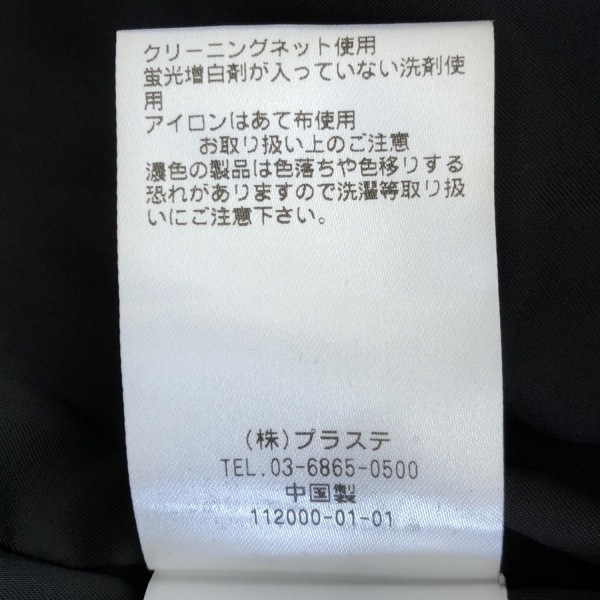 クリーニングネット使用
蛍光増白剤が入っていない洗剤使
用
アイロンはあて布使用
お取り扱い上のご注意
濃色の製品は色落ちや色移りする
恐れがありますので洗濯等取り扱
いにご注意下さい。
(株)プラステ
TEL.03-6865-0500
中国製
112000-01-01